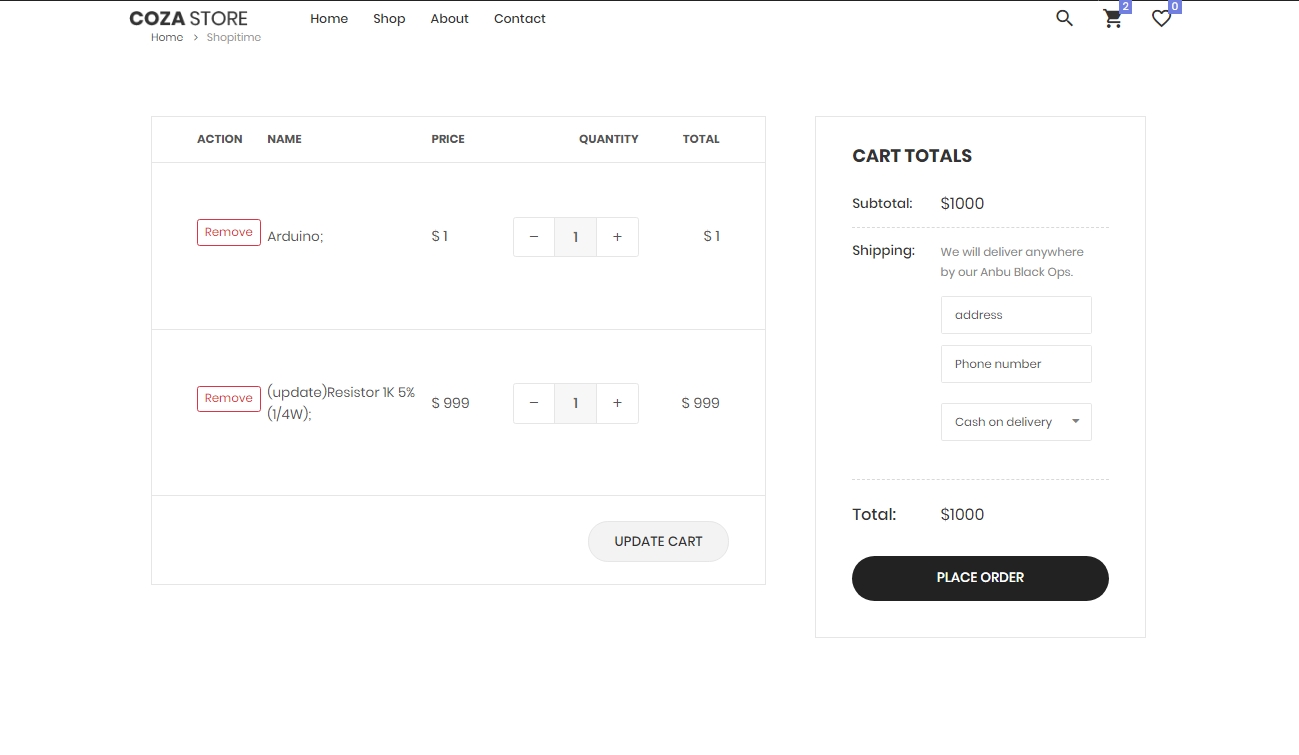 COZA STORE
Home Shop About Contact
2
0
Home > Shopitime
ACTION NAME PRICE QUANTITY TOTAL
Remove Arduino; $ 1 − 1 + $ 1
Remove (update)Resistor 1K 5%
(1/4W); $ 999 − 1 + $ 999
UPDATE CART
CART TOTALS
Subtotal: $1000
Shipping: We will deliver anywhere
by our Anbu Black Ops.
address
Phone number
Cash on delivery
Total: $1000
PLACE ORDER